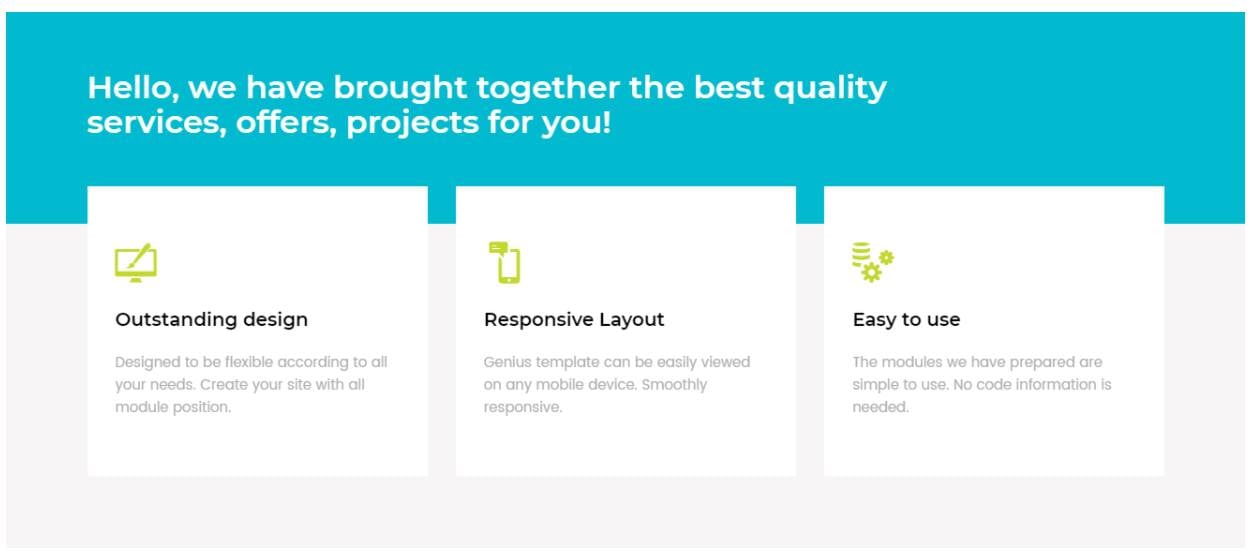 Hello, we have brought together the best quality
services, offers, projects for you!
Outstanding design
Designed to be flexible according to all
your needs. Create your site with all
module position.
Responsive Layout
Genius template can be easily viewed
on any mobile device. Smoothly
responsive.
Easy to use
The modules we have prepared are
simple to use. No code information is
needed.